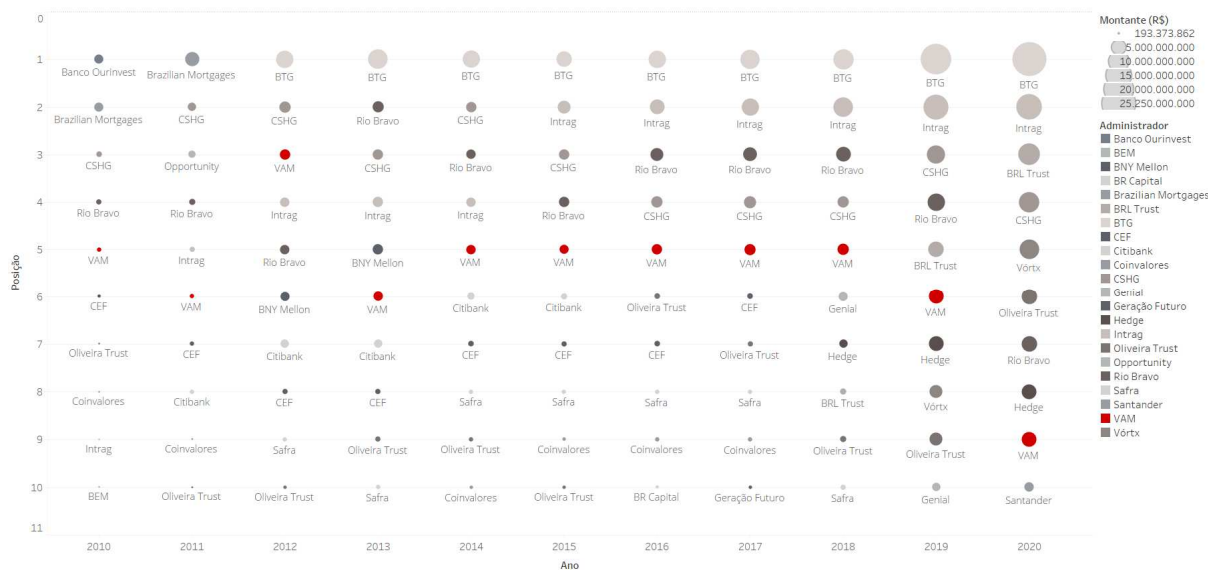 0
1
Banco Ourinvest Brazilian Mortgages BTG BTG BTG BTG BTG BTG BTG BTG BTG
2
Brazilian Mortgages CSHG CSHG Rio Bravo CSHG Intrag Intrag Intrag Intrag Intrag Intrag
3
CSHG Opportunity VAM CSHG Rio Bravo CSHG Rio Bravo Rio Bravo Rio Bravo CSHG BRL Trust
4
Rio Bravo Rio Bravo Intrag Intrag Intrag Rio Bravo CSHG CSHG CSHG Rio Bravo CSHG
5
VAM Intrag Rio Bravo BNY Mellon VAM VAM VAM VAM VAM BRL Trust Vórtx
6
CEF VAM BNY Mellon VAM Citibank Citibank Oliveira Trust CEF Genial VAM Oliveira Trust
7
Oliveira Trust CEF Citibank Citibank CEF CEF CEF Oliveira Trust Hedge Hedge Rio Bravo
8
Coinvalores Citibank CEF CEF Safra Safra Safra Safra BRL Trust Vórtx Hedge
9
Intrag Coinvalores Safra Oliveira Trust Oliveira Trust Coinvalores Coinvalores Coinvalores Oliveira Trust Oliveira Trust VAM
10
BEM Oliveira Trust Oliveira Trust Safra Coinvalores Oliveira Trust BR Capital Geração Futuro Safra Genial Santander
11
Posição
2010 2011 2012 2013 2014 2015 2016 2017 2018 2019 2020
Ano
Montante (R$)
193.373.862
5.000.000.000
10.000.000.000
15.000.000.000
20.000.000.000
25.250.000.000
Administrador
Banco Ourinvest
BEM
BNY Mellon
BR Capital
Brazilian Mortgages
BRL Trust
BTG
CEF
Citibank
Coinvalores
CSHG
Genial
Geração Futuro
Hedge
Intrag
Oliveira Trust
Opportunity
Rio Bravo
Safra
Santander
VAM
Vórtx